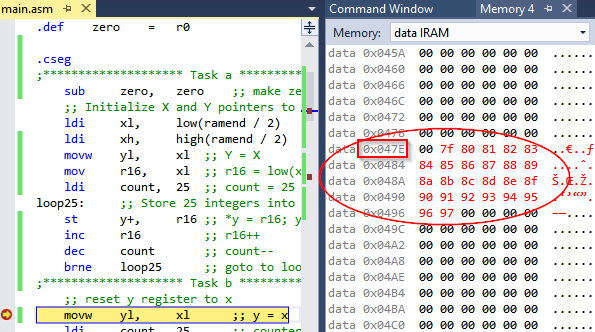 main.asm
.def zero = r0
.cseg
;******************* Task a **********
sub zero, zero ;; make ze
;; Initialize X and Y pointers to
ldi xl, low(ramend / 2)
ldi xh, high(ramend / 2)
movw yl, xl ;; Y = X
mov r16, xl ;; r16 = low(x
ldi count, 25 ;; count = 25
loop25: ;; Store 25 integers into
st y+, r16 ;; *y = r16; y
inc r16 ;; r16++
dec count ;; count--
brne loop25 ;; goto to loo
;******************* Task b **********
;; reset y register to x
movw yl, xl ;; y = x
ldi count, 25 ;; counter
Command Window Memory 4
Memory: data IRAM
data 0x045A 00 00 00 00 00 00 ......
data 0x0460 00 00 00 00 00 00 ......
data 0x0466 00 00 00 00 00 00 ......
data 0x046C 00 00 00 00 00 00 ......
data 0x0472 00 00 00 00 00 00 ......
data 0x0478 00 00 00 00 00 00 ......
data 0x047E 00 7f 80 81 82 83 ..€..ƒ
data 0x0484 84 85 86 87 88 89
data 0x048A 8a 8b 8c 8d 8e 8f Š.Œ.Ž.
data 0x0490 90 91 92 93 94 95 .‘’“”•
data 0x0496 96 97 00 00 00 00 –—....
data 0x049C 00 00 00 00 00 00 ......
data 0x04A2 00 00 00 00 00 00 ......
data 0x04A8 00 00 00 00 00 00 ......
data 0x04AE 00 00 00 00 00 00 ......
data 0x04B4 00 00 00 00 00 00 ......
data 0x04BA 00 00 00 00 00 00 ......
data 0x04C0 00 00 00 00 00 00 ......